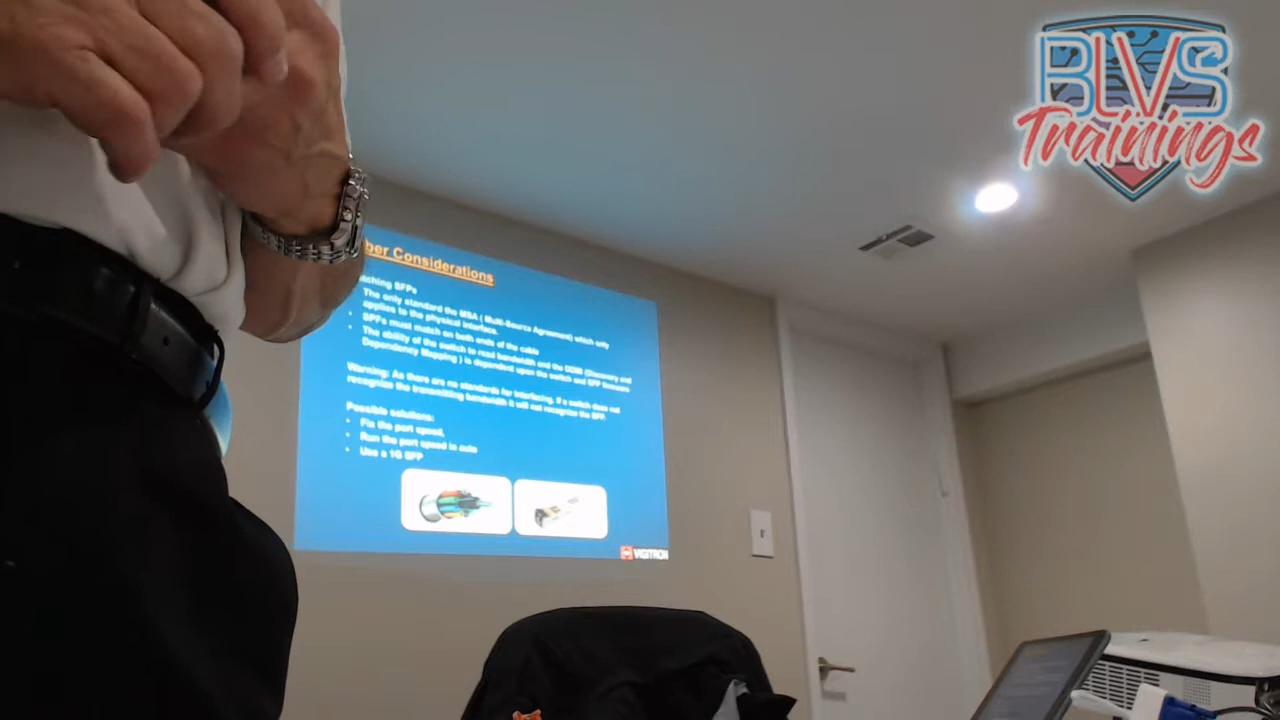 BLVS
Trainings
ber Considerations
tching SFPs
The only standard the MSA ( Multi-Source Agreement) which only
applies to the physical interface.
• SPFs must match on both ends of the cable
• The ability of the switch to read bandwidth and the DDM (Discovery and
Dependency Mapping ) is dependent upon the switch and SFP firmware
Warning: As there are no standards for interfacing, if a switch does not
recognize the transmitting bandwidth it will not recognize the SFP.
Possible solutions:
• Fix the port speed,
• Run the port speed in auto
• Use a 1G SFP
VIGITRON